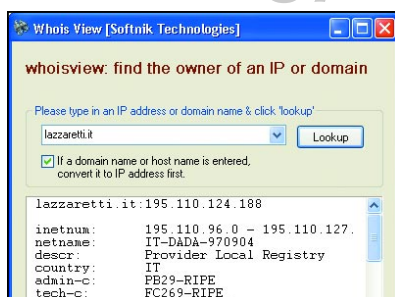 Whois View [Softnik Technologies]
whoisview: find the owner of an IP or domain
Please type in an IP address or domain name & click 'lookup'
lazzaretti.it
Lookup
If a domain name or host name is entered,
convert it to IP address first.
lazzaretti.it:195.110.124.188
inetnum: 195.110.96.0 - 195.110.127.
netname: IT-DADA-970904
descr: Provider Local Registry
country: IT
admin-c: PB29-RIPE
tech-c: FC269-RIPE